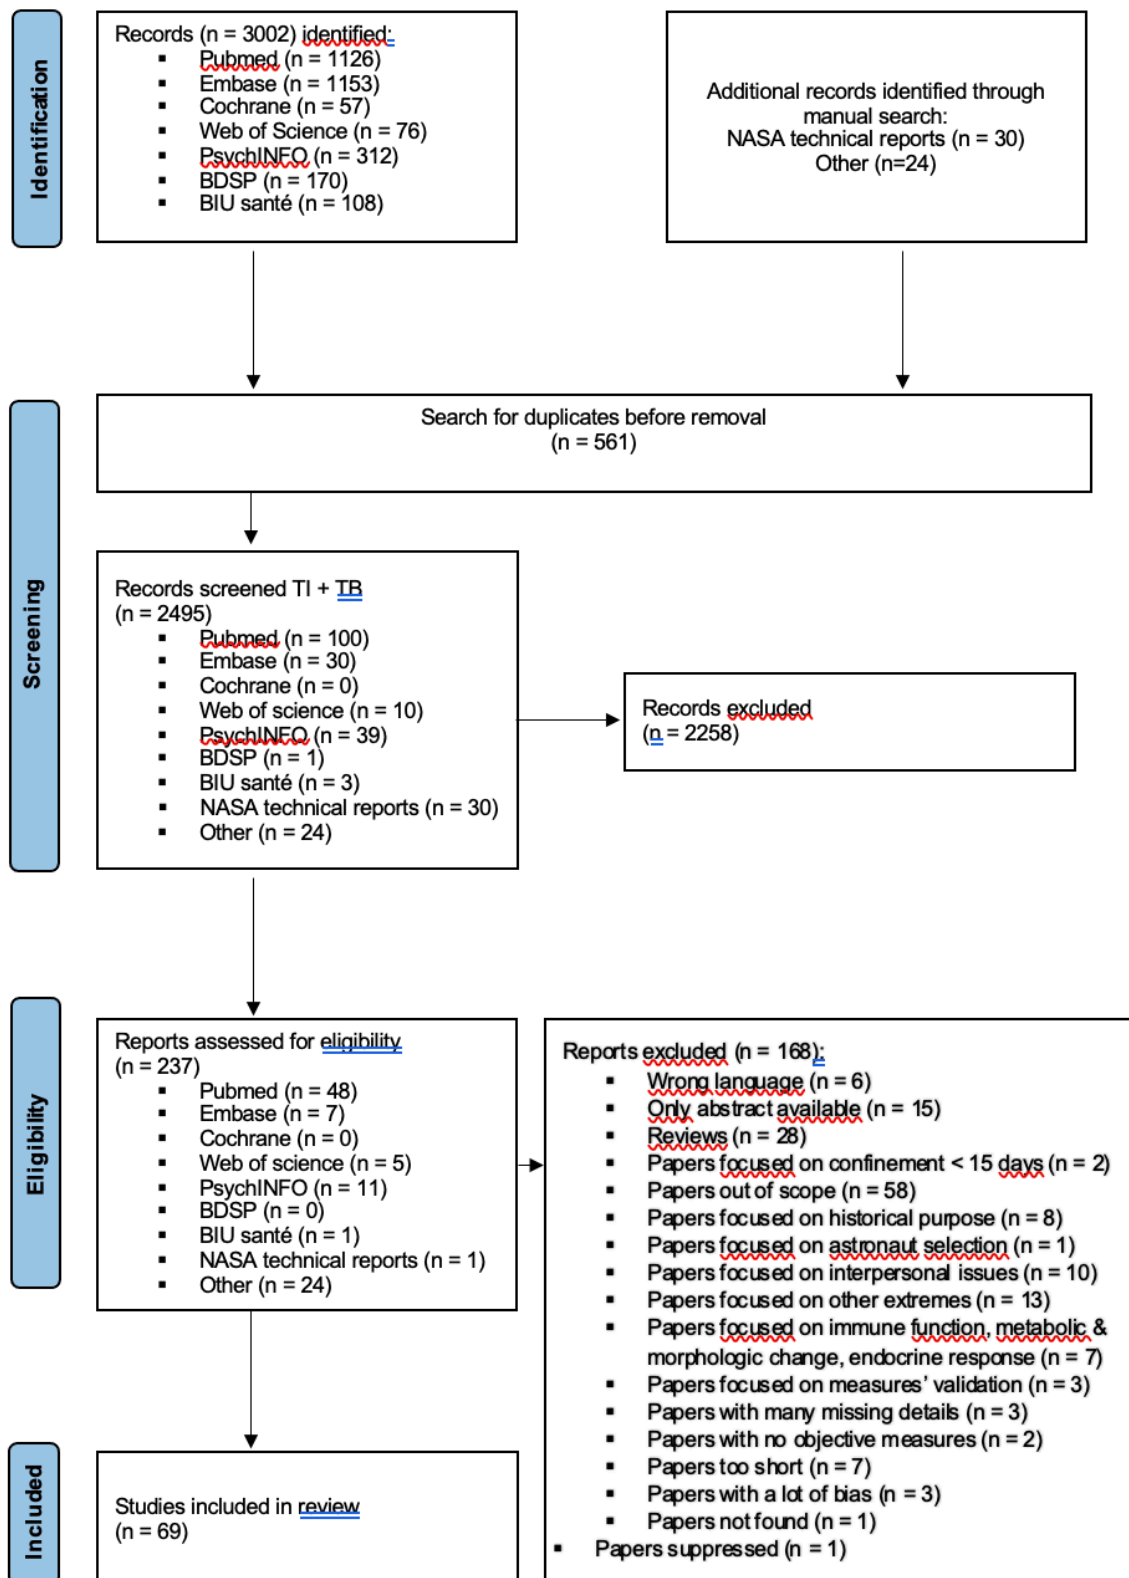 Identification
Records (n = 3002) identified:
▪ Pubmed (n = 1126)
▪ Embase (n = 1153)
▪ Cochrane (n = 57)
▪ Web of Science (n = 76)
▪ PsychINFO (n = 312)
▪ BDSP (n = 170)
▪ BIU santé (n = 108)
Additional records identified through
manual search:
NASA technical reports (n = 30)
Other (n=24)
Screening
Search for duplicates before removal
(n = 561)
Records screened TI + TB
(n = 2495)
▪ Pubmed (n = 100)
▪ Embase (n = 30)
▪ Cochrane (n = 0)
▪ Web of science (n = 10)
▪ PsychINFO (n = 39)
▪ BDSP (n = 1)
▪ BIU santé (n = 3)
▪ NASA technical reports (n = 30)
▪ Other (n = 24)
Records excluded
(n = 2258)
Eligibility
Reports assessed for eligibility
(n = 237)
▪ Pubmed (n = 48)
▪ Embase (n = 7)
▪ Cochrane (n = 0)
▪ Web of science (n = 5)
▪ PsychINFO (n = 11)
▪ BDSP (n = 0)
▪ BIU santé (n = 1)
▪ NASA technical reports (n = 1)
▪ Other (n = 24)
Reports excluded (n = 168):
▪ Wrong language (n = 6)
▪ Only abstract available (n = 15)
▪ Reviews (n = 28)
▪ Papers focused on confinement < 15 days (n = 2)
▪ Papers out of scope (n = 58)
▪ Papers focused on historical purpose (n = 8)
▪ Papers focused on astronaut selection (n = 1)
▪ Papers focused on interpersonal issues (n = 10)
▪ Papers focused on other extremes (n = 13)
▪ Papers focused on immune function, metabolic &
morphologic change, endocrine response (n = 7)
▪ Papers focused on measures' validation (n = 3)
▪ Papers with many missing details (n = 3)
▪ Papers with no objective measures (n = 2)
▪ Papers too short (n = 7)
▪ Papers with a lot of bias (n = 3)
▪ Papers not found (n = 1)
▪ Papers suppressed (n = 1)
Included
Studies included in review
(n = 69)